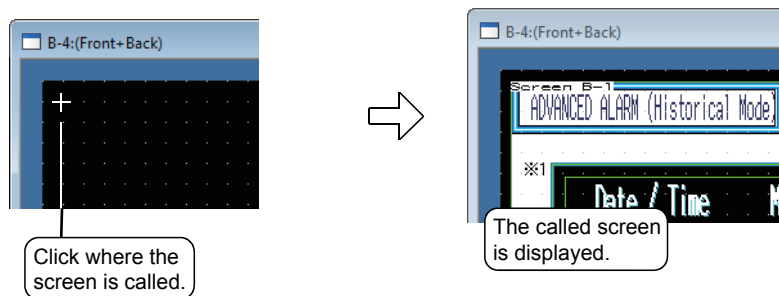 B-4:(Front+Back)
Click where the
screen is called.
B-4:(Front+Back)
Screen B-1
ADVANCED ALARM (Historical Mode)
※1
Date / Time
The called screen
is displayed.